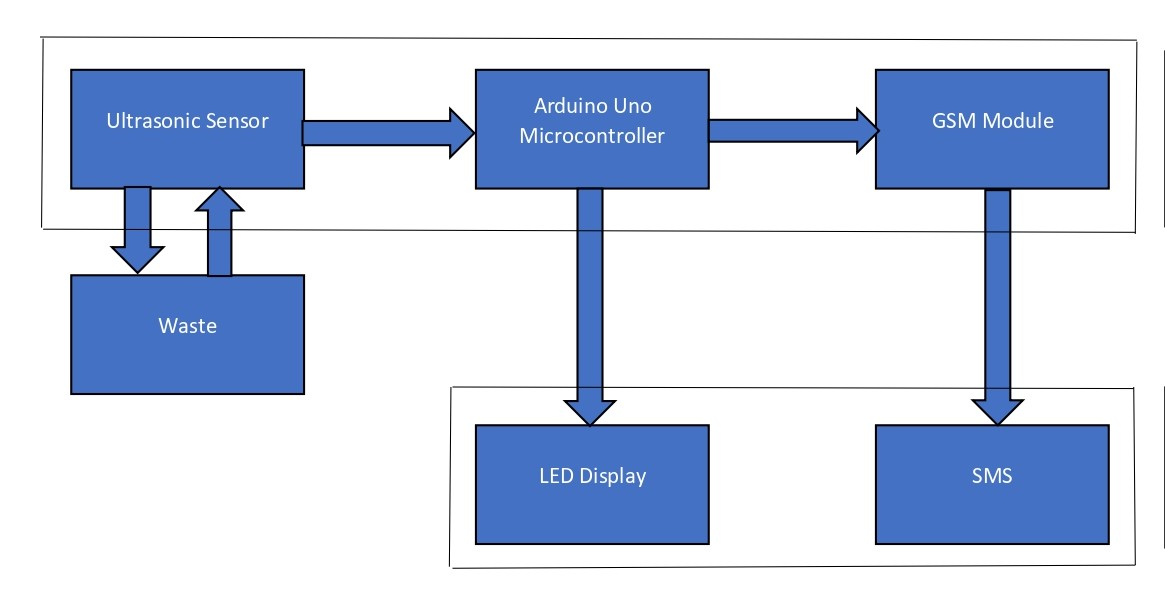 Ultrasonic Sensor
Arduino Uno
Microcontroller
GSM Module
Waste
LED Display
SMS